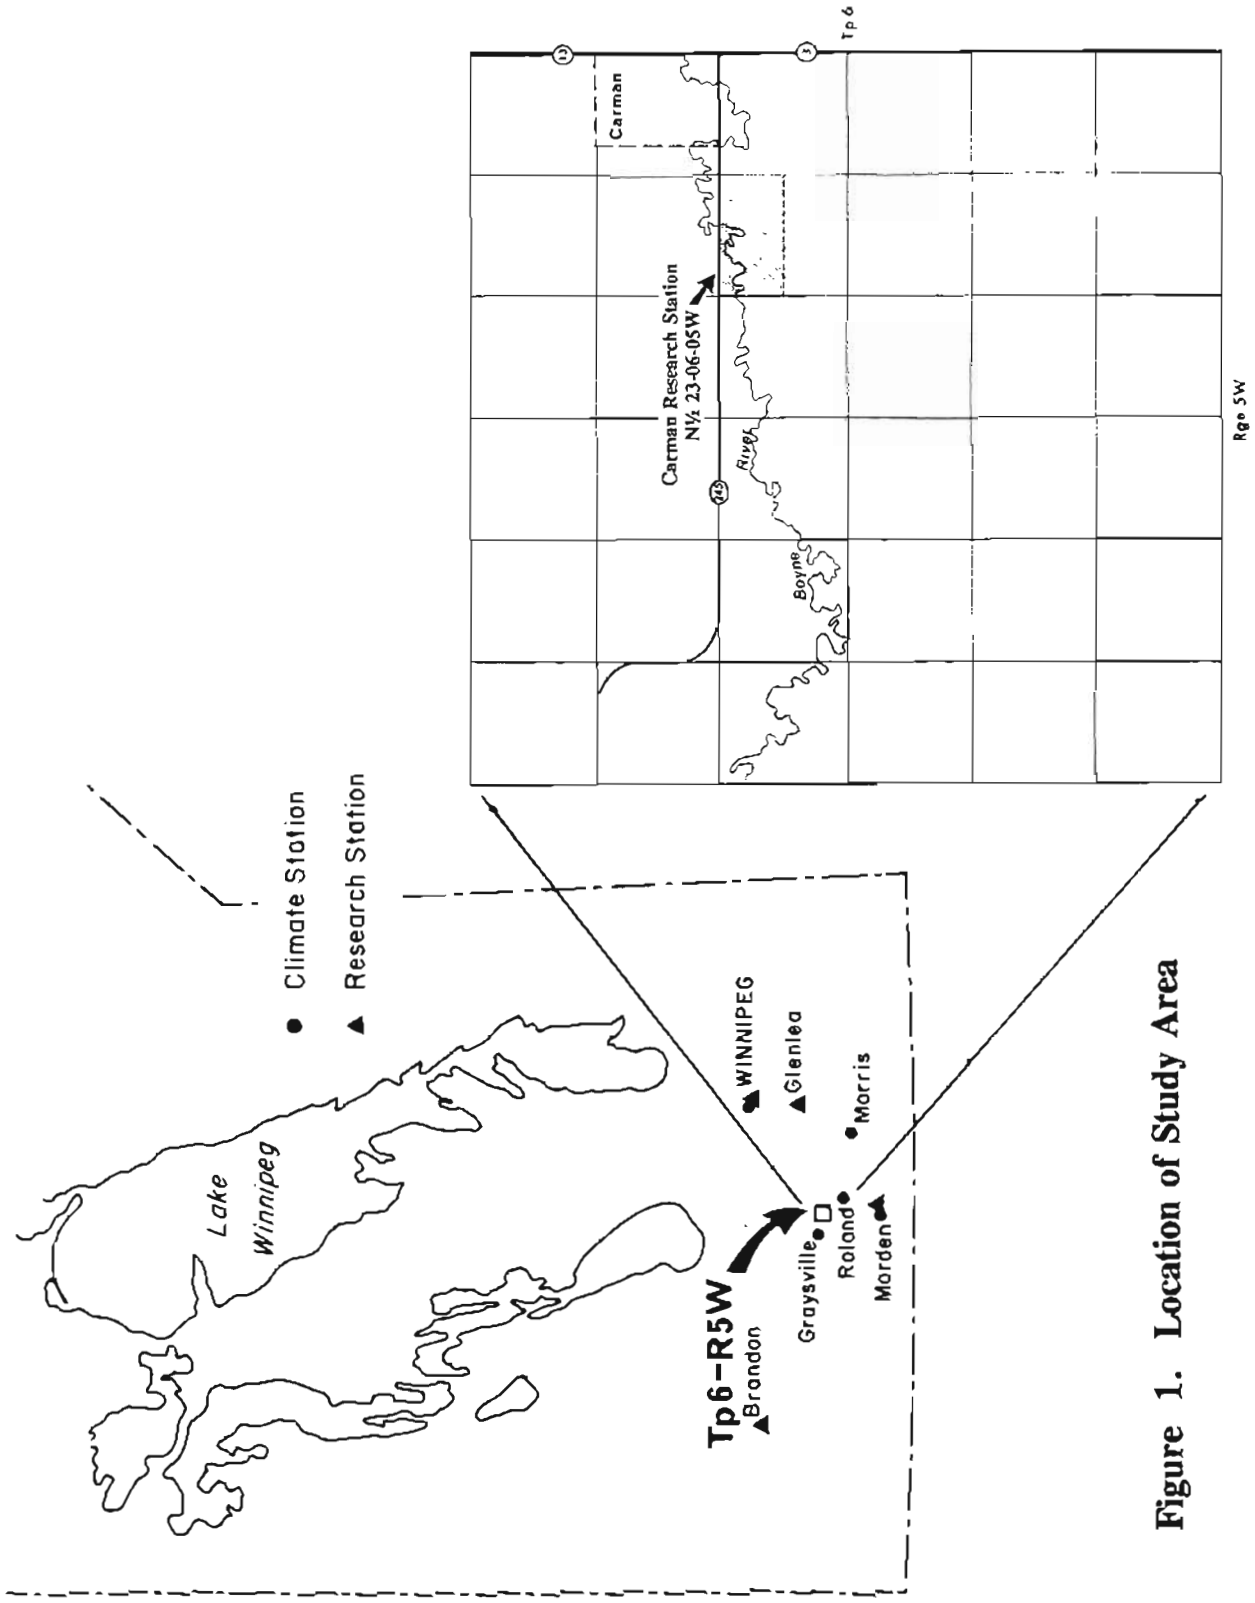 Lake
Winnipeg
Climate Station
Research Station
WINNIPEG
Glenlea
Morris
Tp6-R5W
Brandon
Graysville
Roland
Morden
13
Carman
Carman Research Station
N½ 23-06-05W
245
River
Boyne
3
Tp 6
Rge 5W
Figure 1. Location of Study Area